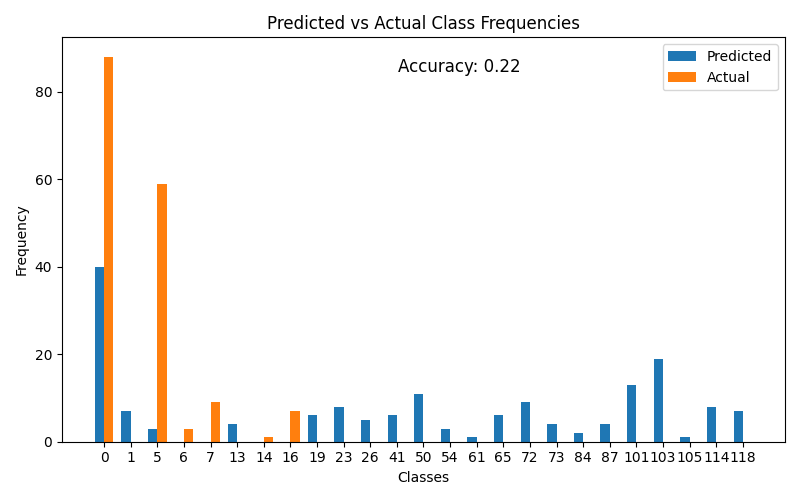 Predicted vs Actual Class Frequencies
Accuracy: 0.22
Predicted
Actual
Frequency
80
60
40
20
0
0 1 5 6 7 13 14 16 19 23 26 41 50 54 61 65 72 73 84 87 101 103 105 114 118
Classes